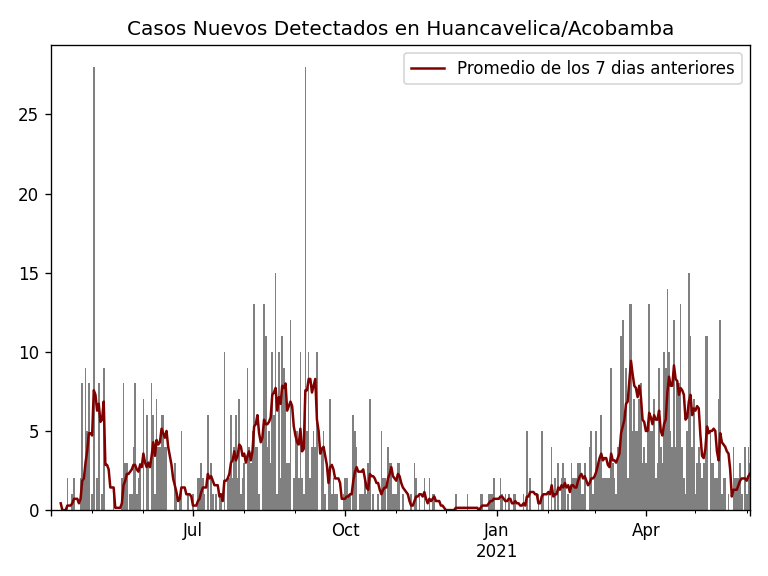 Casos Nuevos Detectados en Huancavelica/Acobamba
Promedio de los 7 dias anteriores
25
20
15
10
5
0
Jul
Oct
Jan
2021
Apr